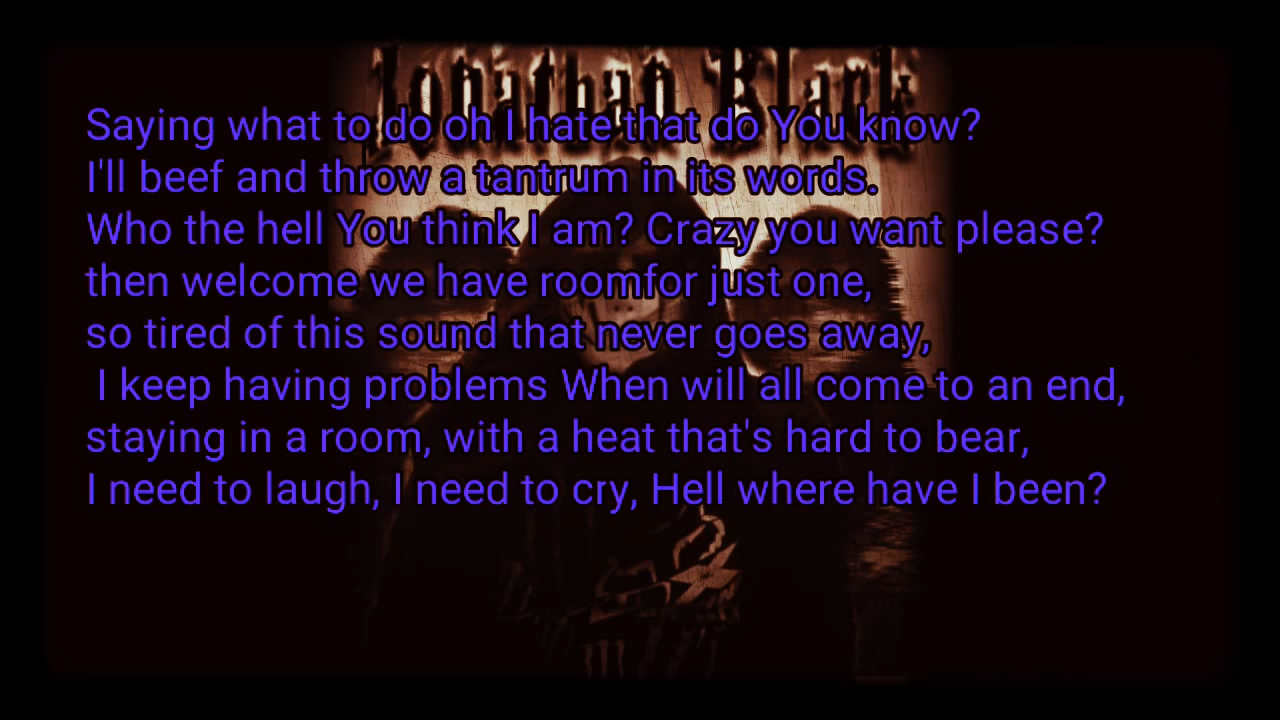 Jonathan Black
Saying what to do oh I hate that do You know?
I'll beef and throw a tantrum in its words.
Who the hell You think I am? Crazy you want please?
then welcome we have roomfor just one,
so tired of this sound that never goes away,
I keep having problems When will all come to an end,
staying in a room, with a heat that's hard to bear,
I need to laugh, I need to cry, Hell where have I been?